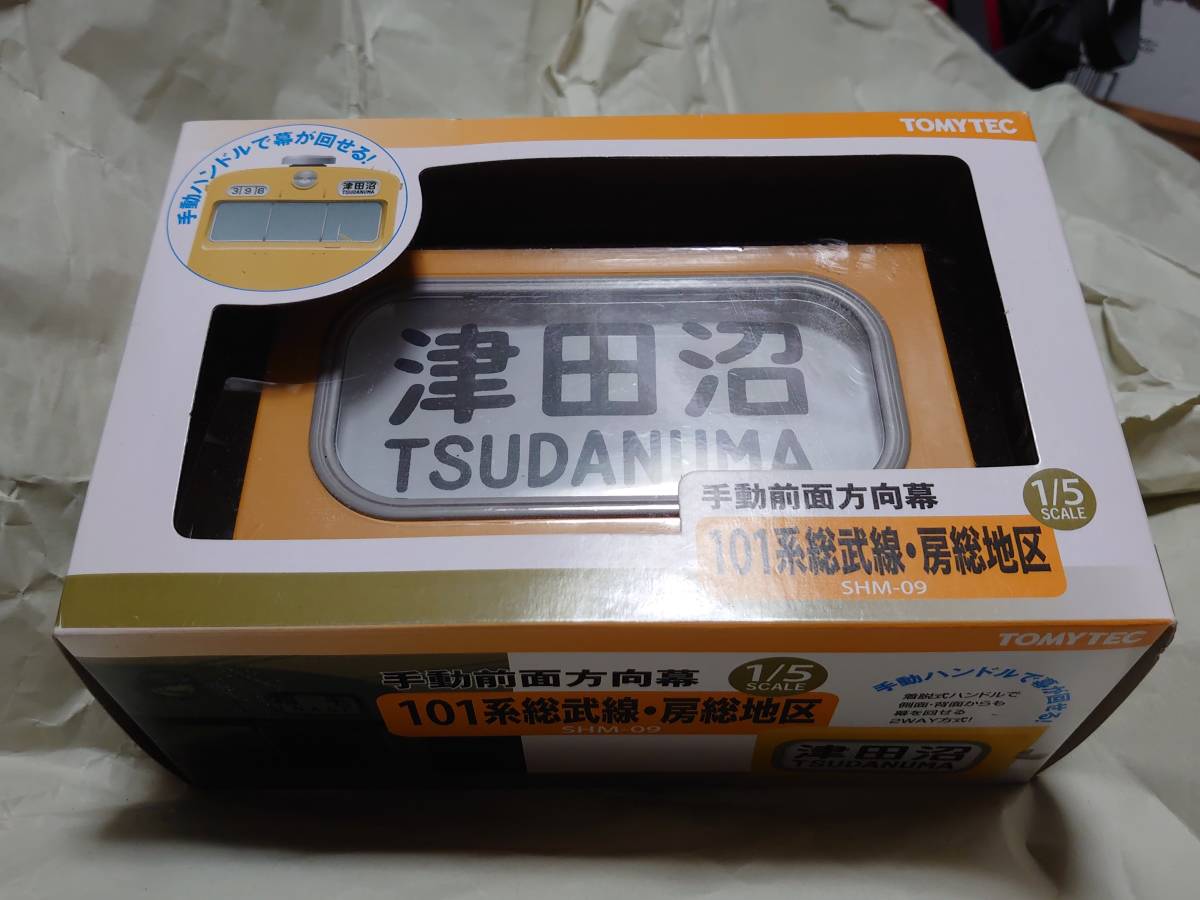 TOMYTEC
手動ハンドルで幕が回せる!
398
津田沼
TSUDANUMA
津田沼
TSUDANUMA
手動前面方向幕
1/5
SCALE
101系総武線・房総地区
SHM-09
TOMYTEC
手動前面方向幕
1/5
SCALE
101系総武線・房総地区
SHM-09
手動ハンドルで幕が回せる!
着脱式ハンドルで
側面・背面からも
幕を回せる
2WAY方式!
津田沼
TSUDANUMA